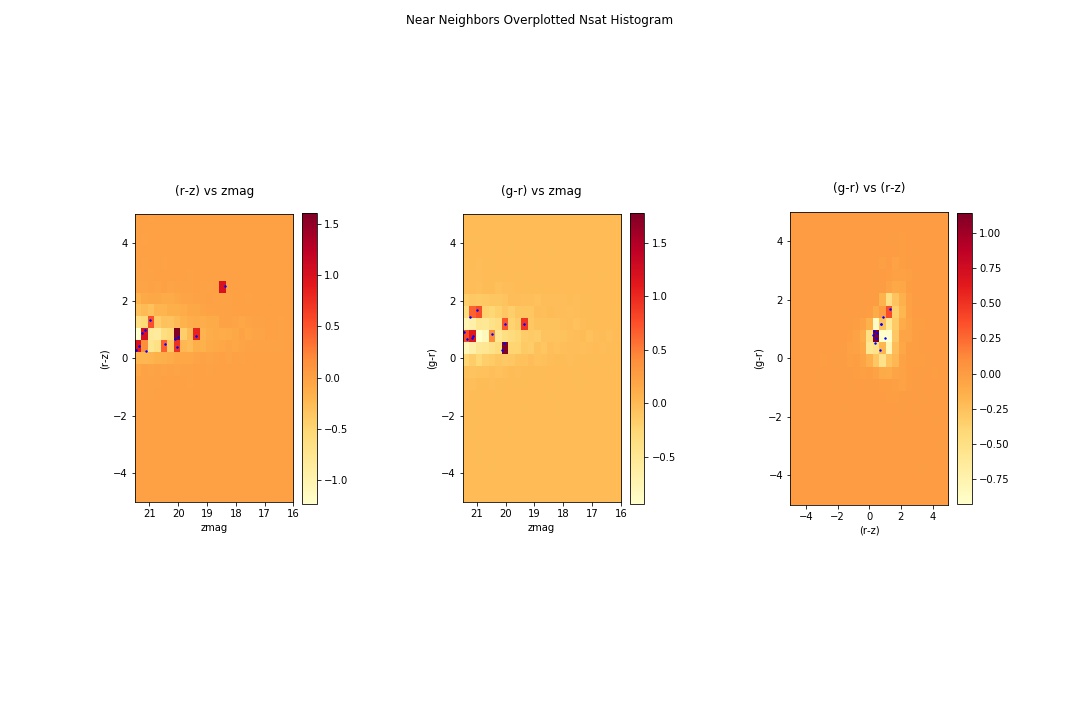 Near Neighbors Overplotted Nsat Histogram
(r-z) vs zmag
4
2
0
−2
−4
(r-z)
21 20 19 18 17 16
zmag
1.5
1.0
0.5
0.0
−0.5
−1.0
(g-r) vs zmag
4
2
0
−2
−4
(g-r)
21 20 19 18 17 16
zmag
1.5
1.0
0.5
0.0
−0.5
(g-r) vs (r-z)
4
2
0
−2
−4
(g-r)
−4 −2 0 2 4
(r-z)
1.00
0.75
0.50
0.25
0.00
−0.25
−0.50
−0.75